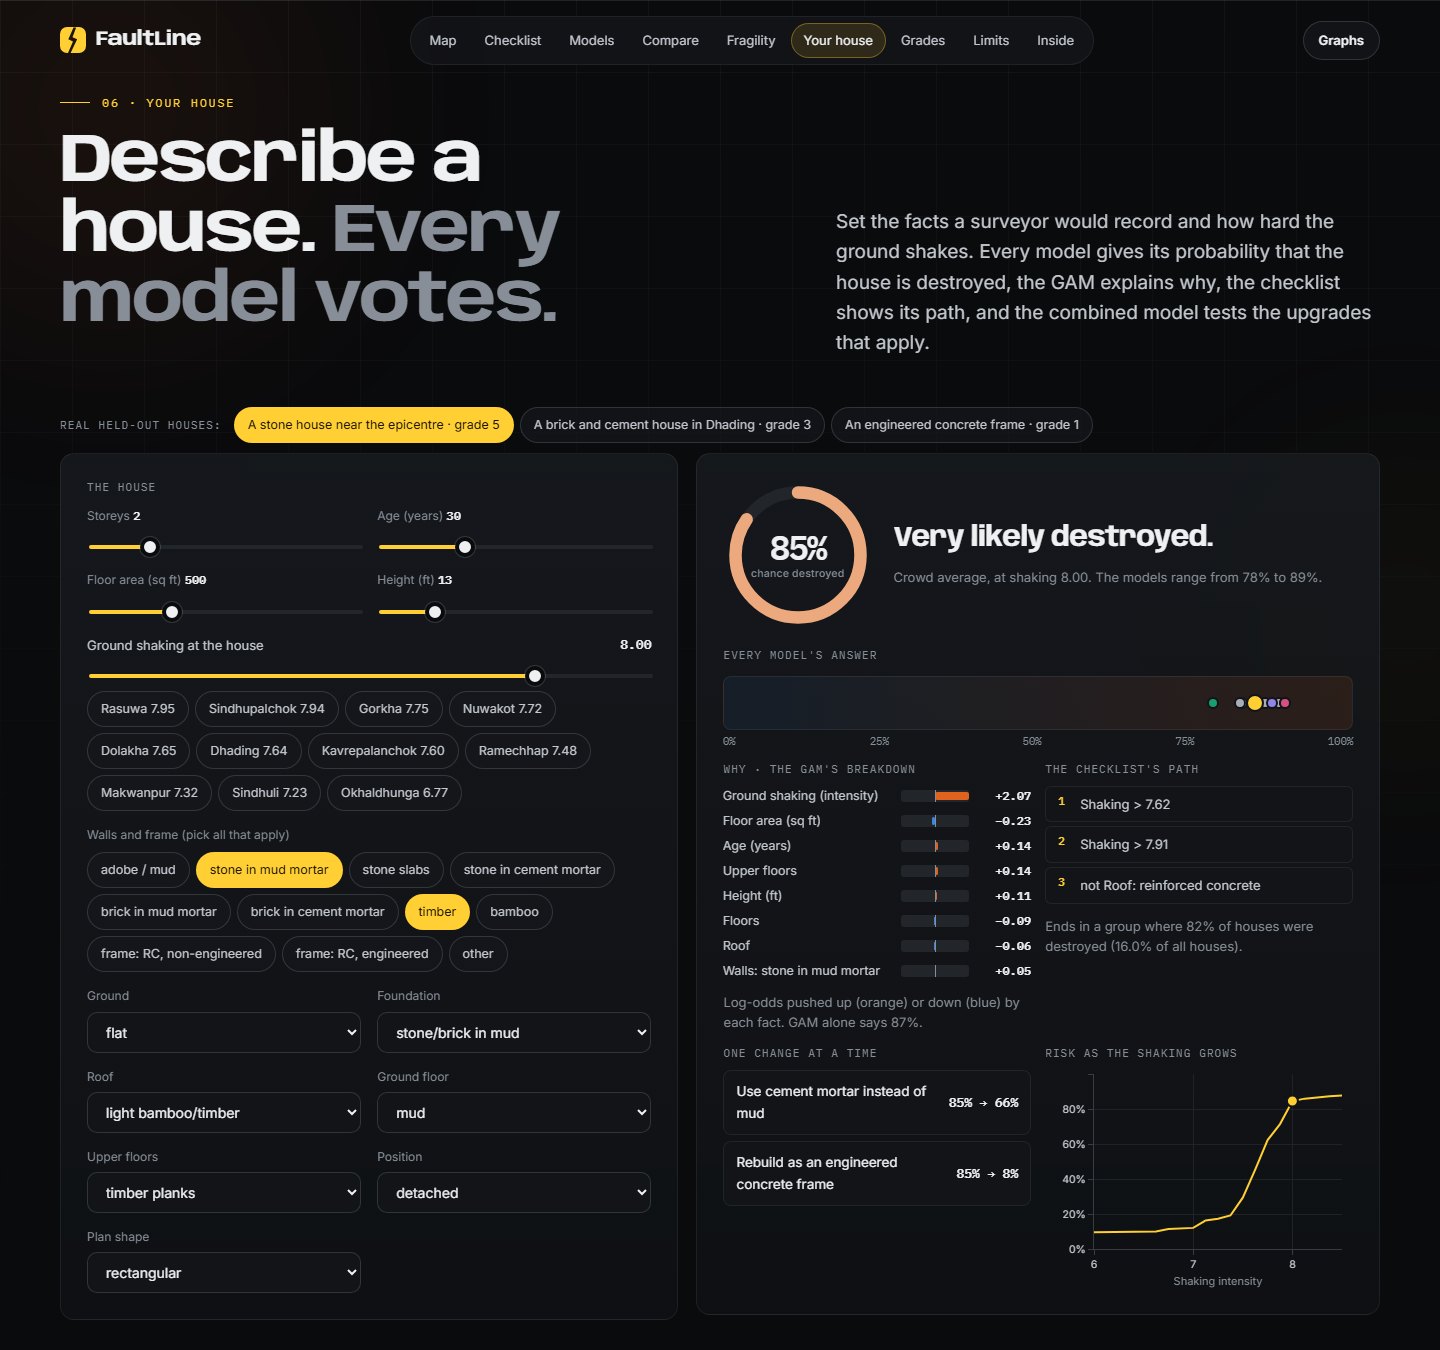 FaultLine
Map
Checklist
Models
Compare
Fragility
Your house
Grades
Limits
Inside
Graphs
06 · YOUR HOUSE
Describe a
house. Every
model votes.
Set the facts a surveyor would record and how hard the
ground shakes. Every model gives its probability that the
house is destroyed, the GAM explains why, the checklist
shows its path, and the combined model tests the upgrades
that apply.
REAL HELD-OUT HOUSES:
A stone house near the epicentre · grade 5
A brick and cement house in Dhading · grade 3
An engineered concrete frame · grade 1
THE HOUSE
Storeys 2
Age (years) 30
Floor area (sq ft) 500
Height (ft) 13
Ground shaking at the house 8.00
Rasuwa 7.95
Sindhupalchok 7.94
Gorkha 7.75
Nuwakot 7.72
Dolakha 7.65
Dhading 7.64
Kavrepalanchok 7.60
Ramechhap 7.48
Makwanpur 7.32
Sindhuli 7.23
Okhaldhunga 6.77
Walls and frame (pick all that apply)
adobe / mud
stone in mud mortar
stone slabs
stone in cement mortar
brick in mud mortar
brick in cement mortar
timber
bamboo
frame: RC, non-engineered
frame: RC, engineered
other
Ground
flat
Foundation
stone/brick in mud
Roof
light bamboo/timber
Ground floor
mud
Upper floors
timber planks
Position
detached
Plan shape
rectangular
85%
chance destroyed
Very likely destroyed.
Crowd average, at shaking 8.00. The models range from 78% to 89%.
EVERY MODEL'S ANSWER
0% 25% 50% 75% 100%
WHY · THE GAM'S BREAKDOWN
Ground shaking (intensity) +2.07
Floor area (sq ft) −0.23
Age (years) +0.14
Upper floors +0.14
Height (ft) +0.11
Floors −0.09
Roof −0.06
Walls: stone in mud mortar +0.05
Log-odds pushed up (orange) or down (blue) by
each fact. GAM alone says 87%.
THE CHECKLIST'S PATH
1 Shaking > 7.62
2 Shaking > 7.91
3 not Roof: reinforced concrete
Ends in a group where 82% of houses were
destroyed (16.0% of all houses).
ONE CHANGE AT A TIME
Use cement mortar instead of
mud
85% → 66%
Rebuild as an engineered
concrete frame
85% → 8%
RISK AS THE SHAKING GROWS
80%
60%
40%
20%
0%
6 7 8
Shaking intensity